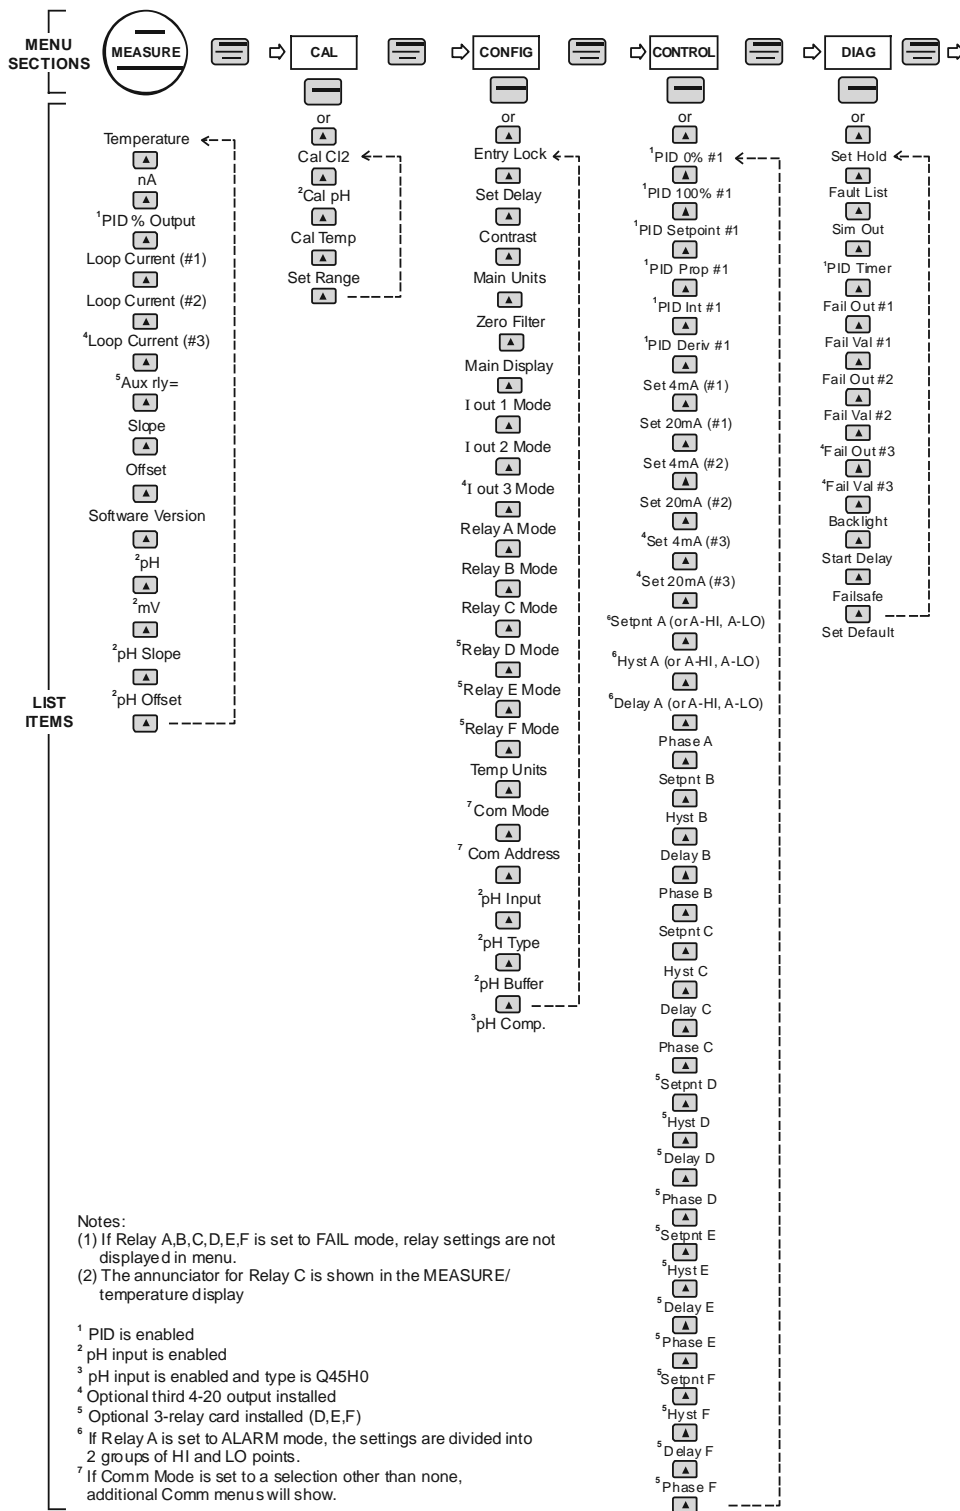 MENU
SECTIONS
MEASURE
CAL
CONFIG
CONTROL
DIAG
LIST
ITEMS
Temperature
nA
¹PID % Output
Loop Current (#1)
Loop Current (#2)
⁴Loop Current (#3)
⁵Aux rly=
Slope
Offset
Software Version
²pH
²mV
²pH Slope
²pH Offset
or
Cal Cl2
²Cal pH
Cal Temp
Set Range
or
Entry Lock
Set Delay
Contrast
Main Units
Zero Filter
Main Display
I out 1 Mode
I out 2 Mode
⁴I out 3 Mode
Relay A Mode
Relay B Mode
Relay C Mode
⁵Relay D Mode
⁵Relay E Mode
⁵Relay F Mode
Temp Units
⁷Com Mode
⁷ Com Address
²pH Input
²pH Type
²pH Buffer
³pH Comp.
or
¹PID 0% #1
¹PID 100% #1
¹PID Setpoint #1
¹PID Prop #1
¹PID Int #1
¹PID Deriv #1
Set 4mA (#1)
Set 20mA (#1)
Set 4mA (#2)
Set 20mA (#2)
⁴Set 4mA (#3)
⁴Set 20mA (#3)
⁶Setpnt A (or A-HI, A-LO)
⁶Hyst A (or A-HI, A-LO)
⁶Delay A (or A-HI, A-LO)
Phase A
Setpnt B
Hyst B
Delay B
Phase B
Setpnt C
Hyst C
Delay C
Phase C
⁵Setpnt D
⁵Hyst D
⁵Delay D
⁵Phase D
⁵Setpnt E
⁵Hyst E
⁵Delay E
⁵Phase E
⁵Setpnt F
⁵Hyst F
⁵Delay F
⁵Phase F
or
Set Hold
Fault List
Sim Out
¹PID Timer
Fail Out #1
Fail Val #1
Fail Out #2
Fail Val #2
⁴Fail Out #3
⁴Fail Val #3
Backlight
Start Delay
Failsafe
Set Default
Notes:
(1) If Relay A,B,C,D,E,F is set to FAIL mode, relay settings are not
displayed in menu.
(2) The annunciator for Relay C is shown in the MEASURE/
temperature display
¹ PID is enabled
² pH input is enabled
³ pH input is enabled and type is Q45H0
⁴ Optional third 4-20 output installed
⁵ Optional 3-relay card installed (D,E,F)
⁶ If Relay A is set to ALARM mode, the settings are divided into
2 groups of HI and LO points.
⁷ If Comm Mode is set to a selection other than none,
additional Comm menus will show.